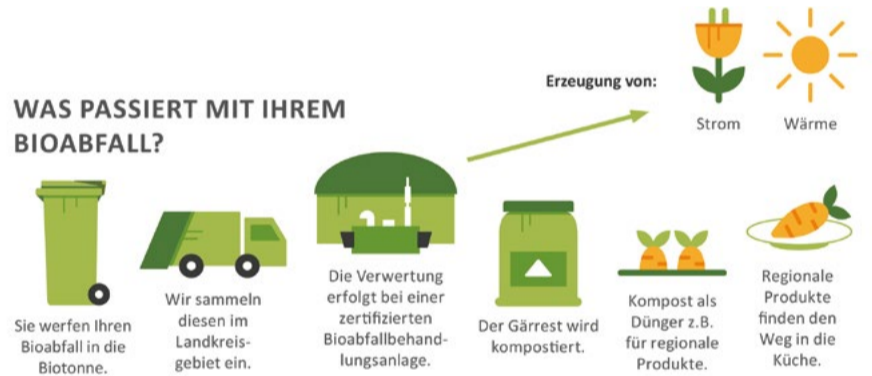 WAS PASSIERT MIT IHREM
BIOABFALL?
Erzeugung von:
Strom
Wärme
Sie werfen Ihren
Bioabfall in die
Biotonne.
Wir sammeln
diesen im
Landkreis-
gebiet ein.
Die Verwertung
erfolgt bei einer
zertifizierten
Bioabfallbehand-
lungsanlage.
Der Gärrest wird
kompostiert.
Kompost als
Dünger z.B.
für regionale
Produkte.
Regionale
Produkte
finden den
Weg in die
Küche.